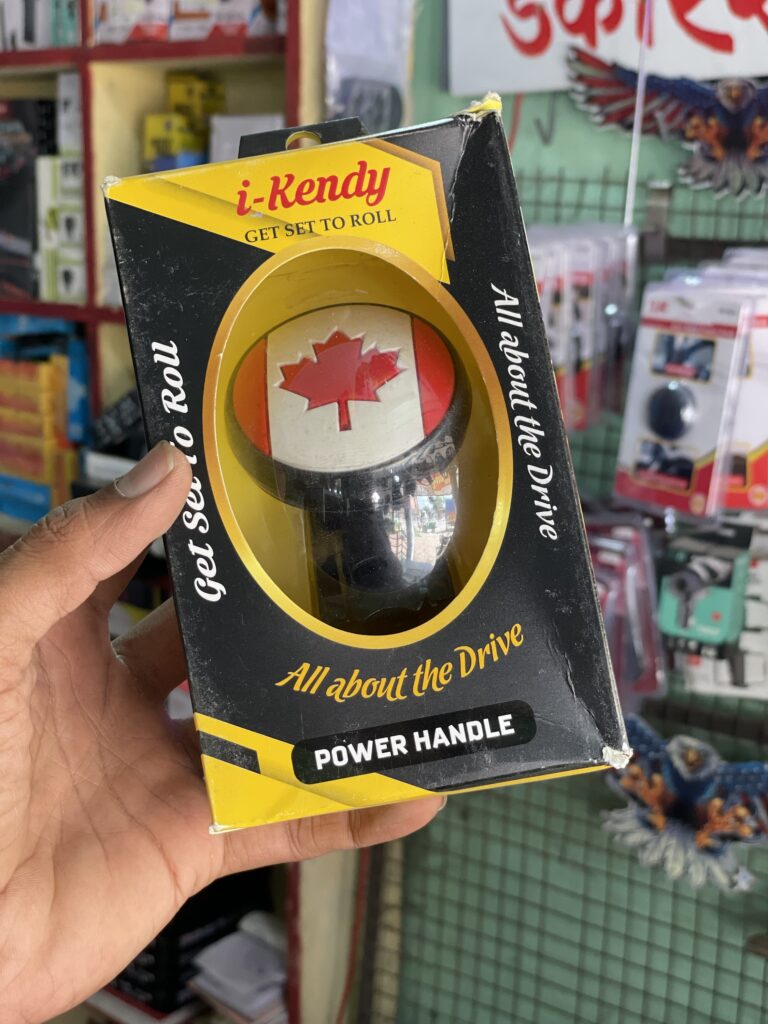 डेकोरेश
i-Kendy
GET SET TO ROLL
Get Set to Roll
All about the Drive
All about the Drive
POWER HANDLE